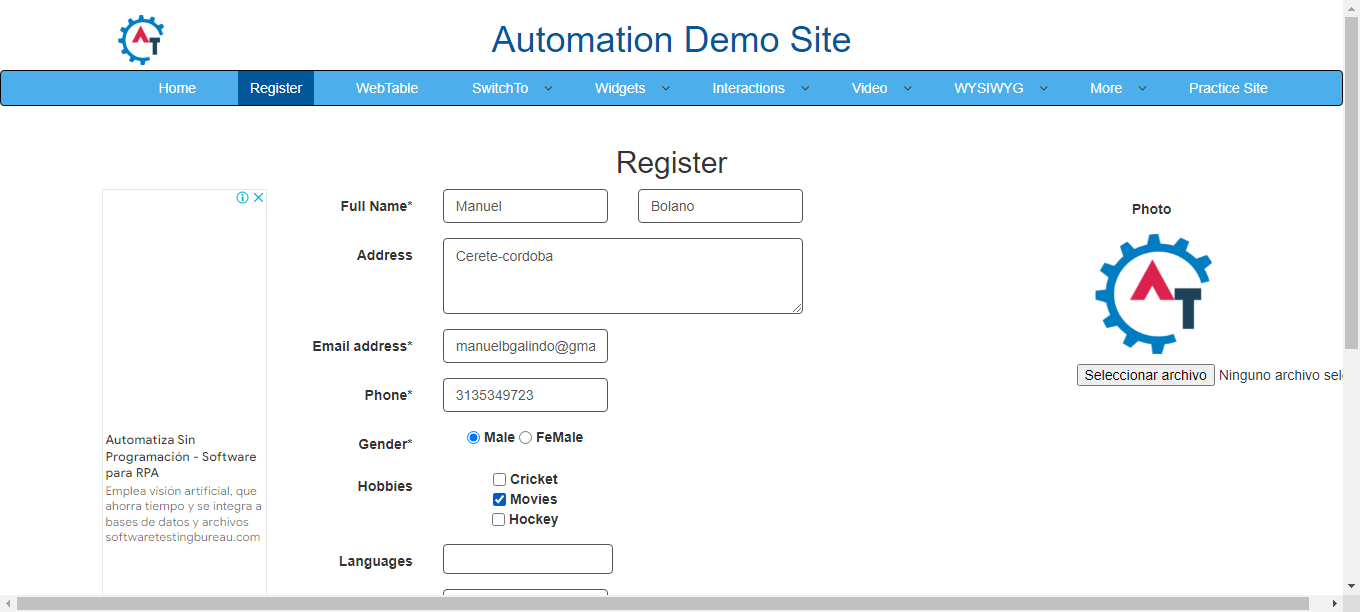 AT
Automation Demo Site
Home Register WebTable SwitchTo Widgets Interactions Video WYSIWYG More Practice Site
Register
Automatiza Sin
Programación - Software
para RPA
Emplea visión artificial, que
ahorra tiempo y se integra a
bases de datos y archivos
softwaretestingbureau.com
Full Name* Manuel Bolano
Address Cerete-cordoba
Email address* manuelbgalindo@gma
Phone* 3135349723
Gender* Male FeMale
Hobbies Cricket
Movies
Hockey
Languages
Photo
AT
Seleccionar archivo Ninguno archivo sel